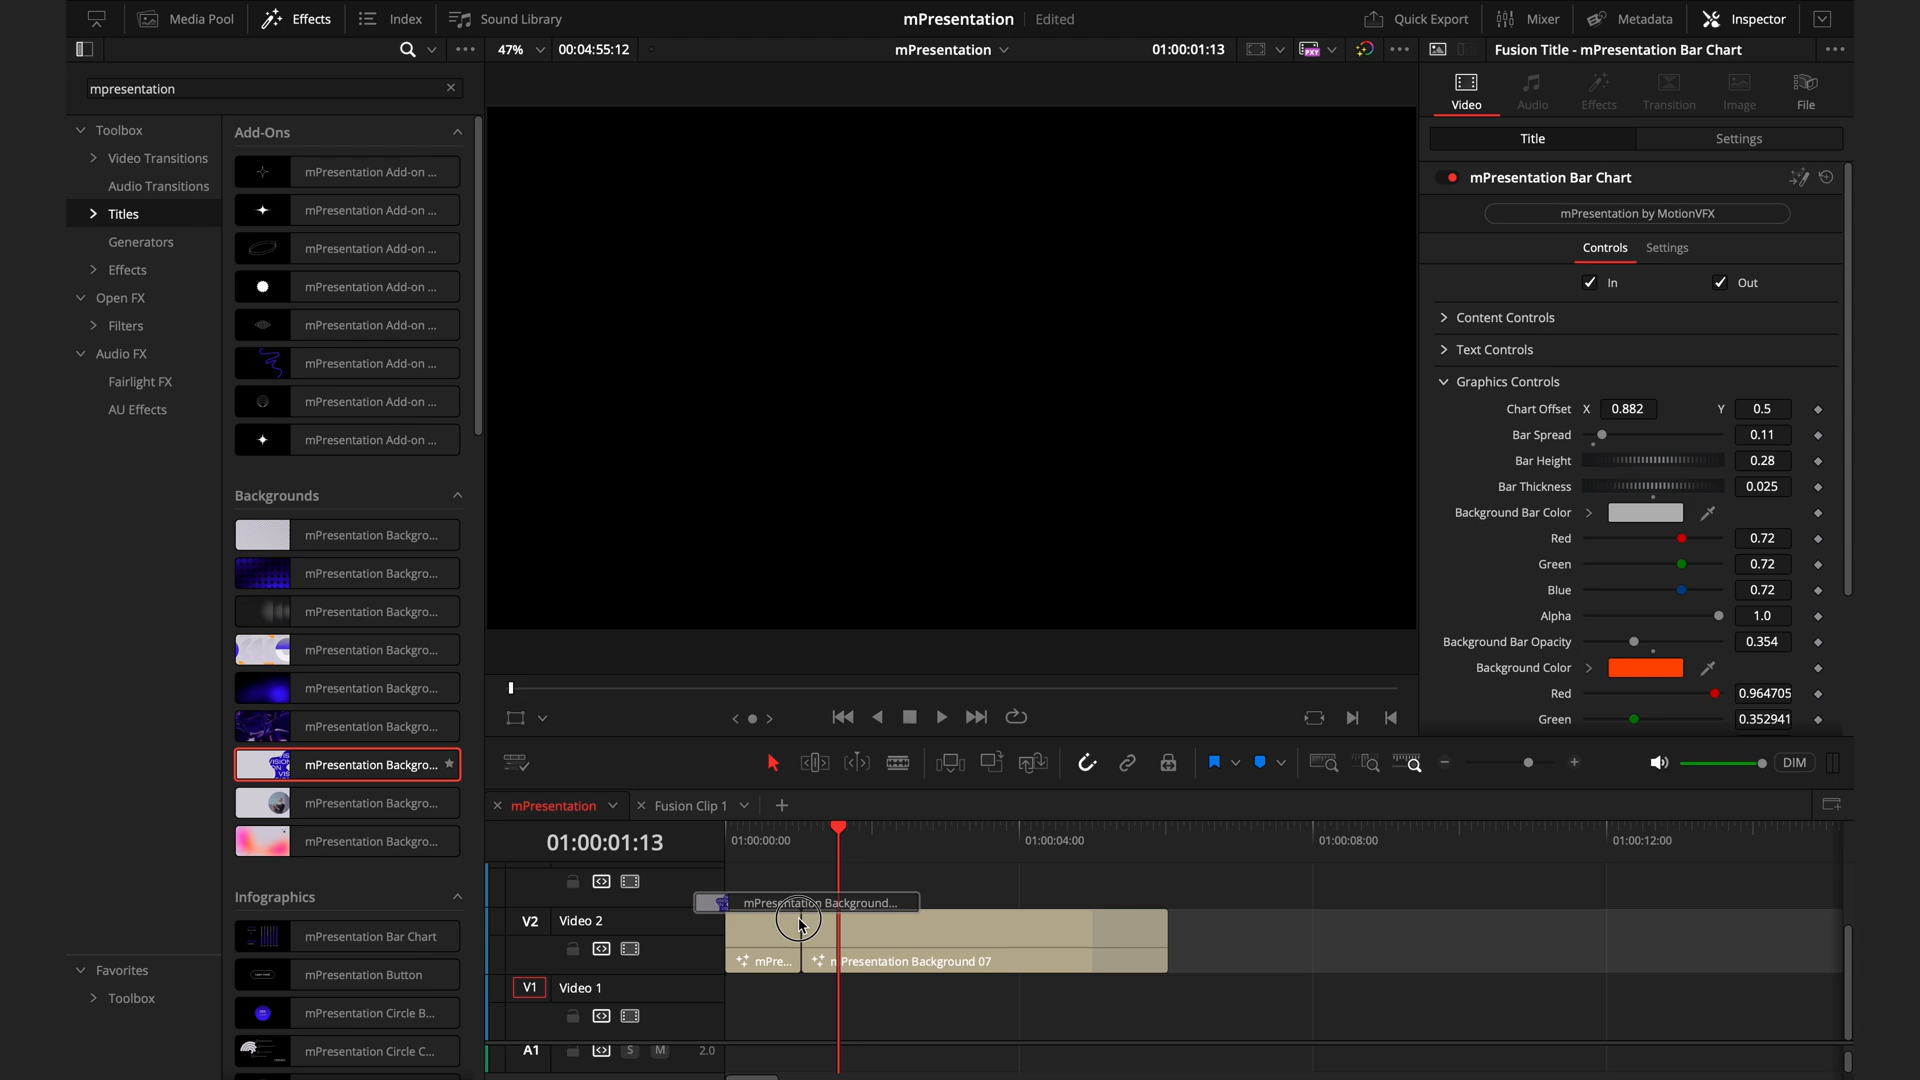 Media Pool
Effects
Index
Sound Library
mPresentation
Edited
Quick Export
Mixer
Metadata
Inspector
47%
00:04:55:12
mPresentation
01:00:01:13
PXY
Fusion Title - mPresentation Bar Chart
mpresentation
Video
Audio
Effects
Transition
Image
File
Toolbox
Video Transitions
Audio Transitions
Titles
Generators
Effects
Open FX
Filters
Audio FX
Fairlight FX
AU Effects
Favorites
Toolbox
Add-Ons
mPresentation Add-on ...
mPresentation Add-on ...
mPresentation Add-on ...
mPresentation Add-on ...
mPresentation Add-on ...
mPresentation Add-on ...
mPresentation Add-on ...
mPresentation Add-on ...
Backgrounds
mPresentation Backgro...
mPresentation Backgro...
mPresentation Backgro...
mPresentation Backgro...
mPresentation Backgro...
mPresentation Backgro...
mPresentation Backgro...
mPresentation Backgro...
mPresentation Backgro...
Infographics
mPresentation Bar Chart
mPresentation Button
mPresentation Circle B...
mPresentation Circle C...
Title
Settings
mPresentation Bar Chart
mPresentation by MotionVFX
Controls
Settings
In
Out
Content Controls
Text Controls
Graphics Controls
Chart Offset X 0.882 Y 0.5
Bar Spread 0.11
Bar Height 0.28
Bar Thickness 0.025
Background Bar Color
Red 0.72
Green 0.72
Blue 0.72
Alpha 1.0
Background Bar Opacity 0.354
Background Color
Red 0.964705
Green 0.352941
DIM
mPresentation
Fusion Clip 1
01:00:01:13
01:00:00:00
01:00:04:00
01:00:08:00
01:00:12:00
mPresentation Background...
V2 Video 2
mPre...
Presentation Background 07
V1 Video 1
A1
S
M
2.0